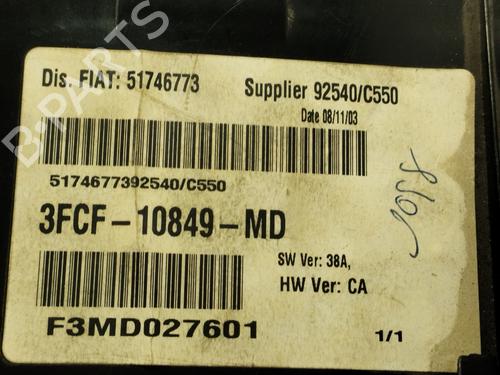 Dis. FIAT: 51746773 Supplier 92540/C550
Date 08/11/03
5174677392540/C550
3FCF-10849-MD
SW Ver: 38A,
HW Ver: CA
F3MD027601 1/1
B-PARTS